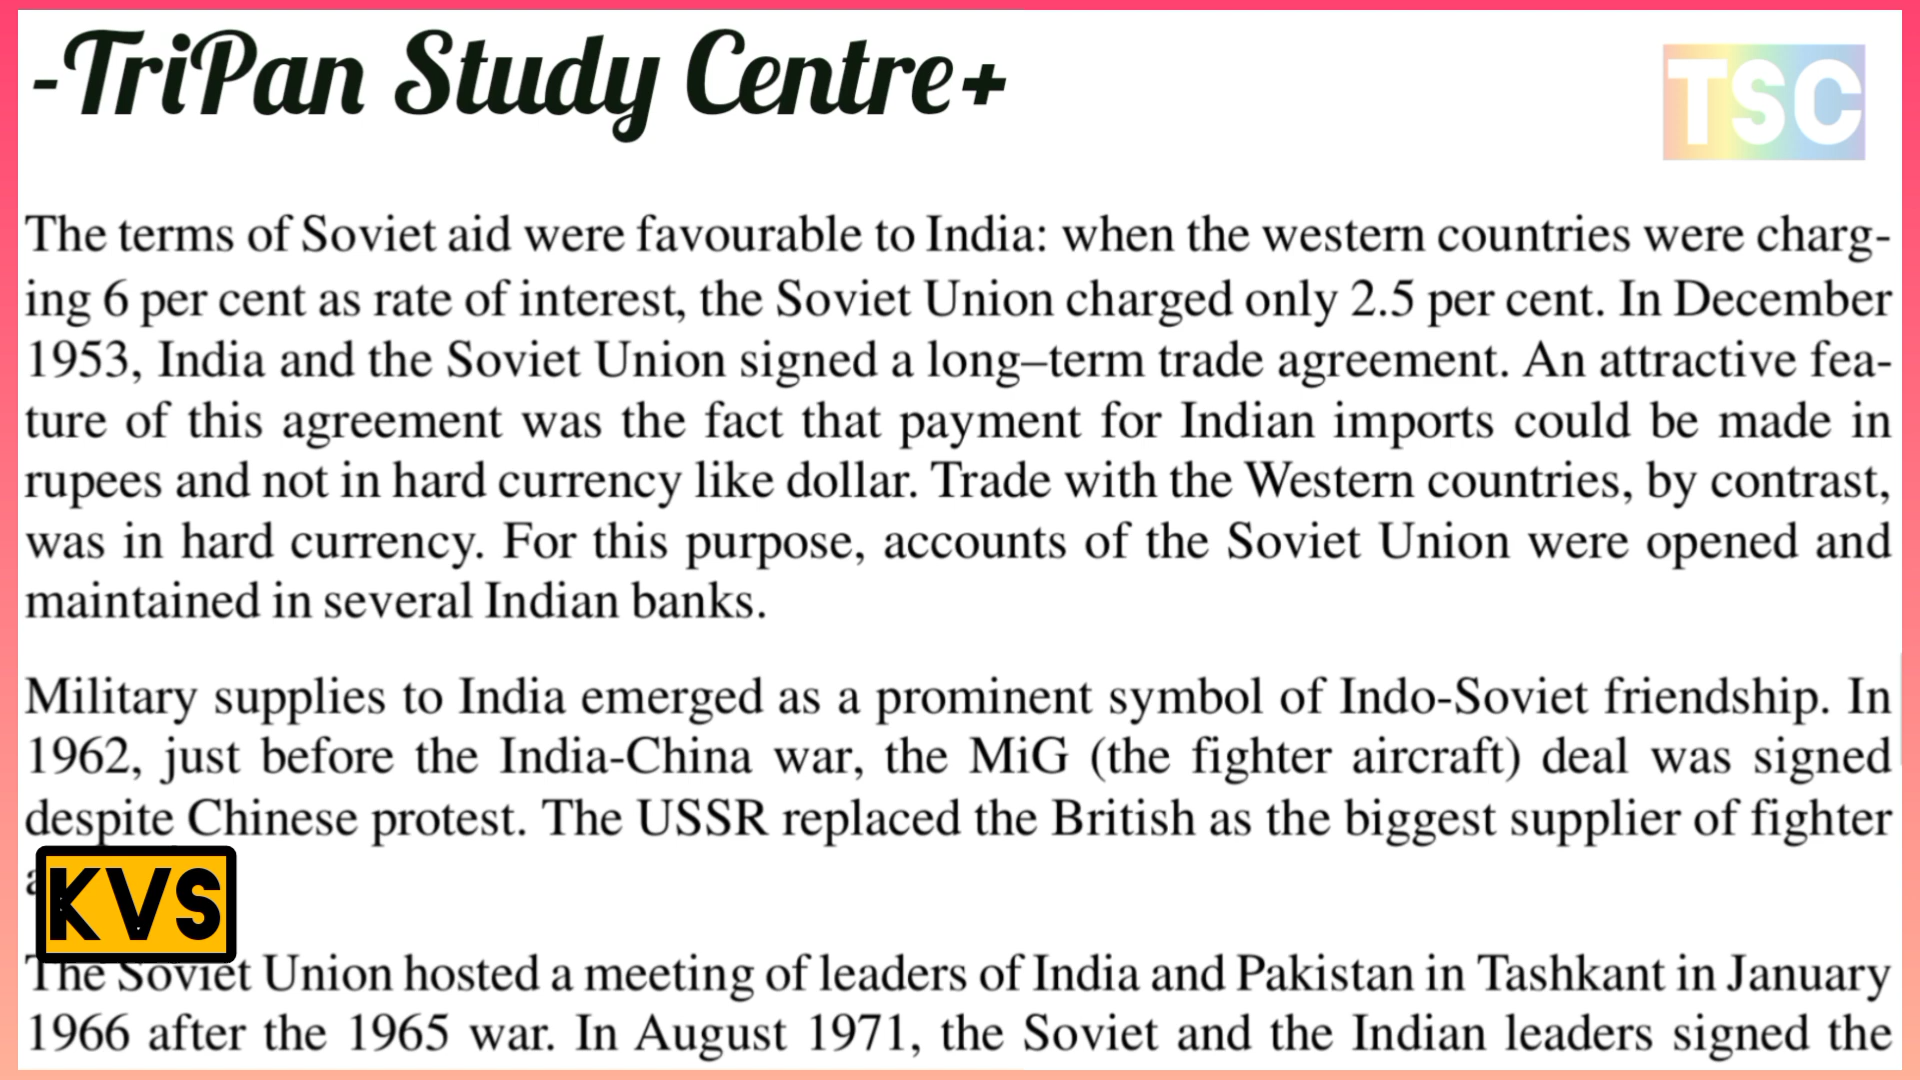 -TriPan Study Centre+
TSC
The terms of Soviet aid were favourable to India: when the western countries were charg-
ing 6 per cent as rate of interest, the Soviet Union charged only 2.5 per cent. In December
1953, India and the Soviet Union signed a long–term trade agreement. An attractive fea-
ture of this agreement was the fact that payment for Indian imports could be made in
rupees and not in hard currency like dollar. Trade with the Western countries, by contrast,
was in hard currency. For this purpose, accounts of the Soviet Union were opened and
maintained in several Indian banks.
Military supplies to India emerged as a prominent symbol of Indo-Soviet friendship. In
1962, just before the India-China war, the MiG (the fighter aircraft) deal was signed
despite Chinese protest. The USSR replaced the British as the biggest supplier of fighter
KVS
The Soviet Union hosted a meeting of leaders of India and Pakistan in Tashkant in January
1966 after the 1965 war. In August 1971, the Soviet and the Indian leaders signed the